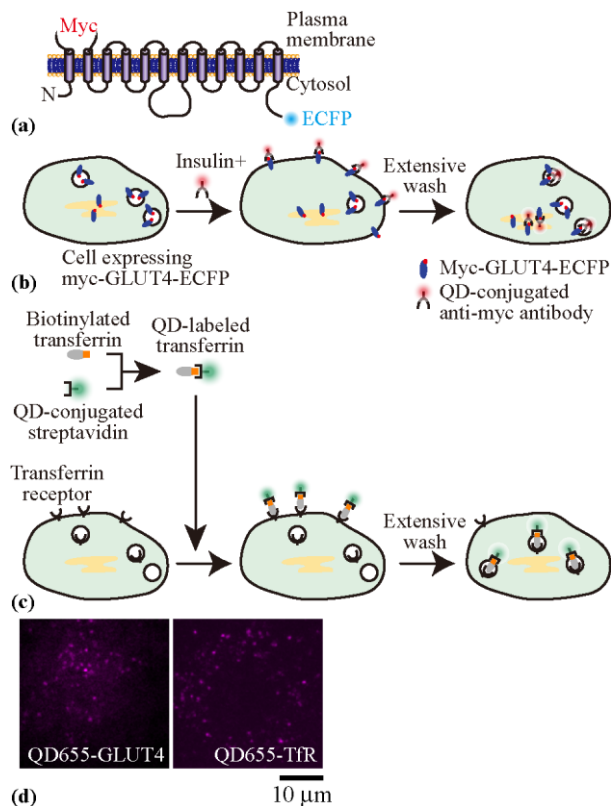 Myc
Plasma
membrane
N
Cytosol
ECFP
(a)
Insulin+
Extensive
wash
Cell expressing
myc-GLUT4-ECFP
(b)
Myc-GLUT4-ECFP
QD-conjugated
anti-myc antibody
Biotinylated
transferrin
QD-labeled
transferrin
QD-conjugated
streptavidin
Transferrin
receptor
Extensive
wash
(c)
QD655-GLUT4
QD655-TfR
(d)
10 μm